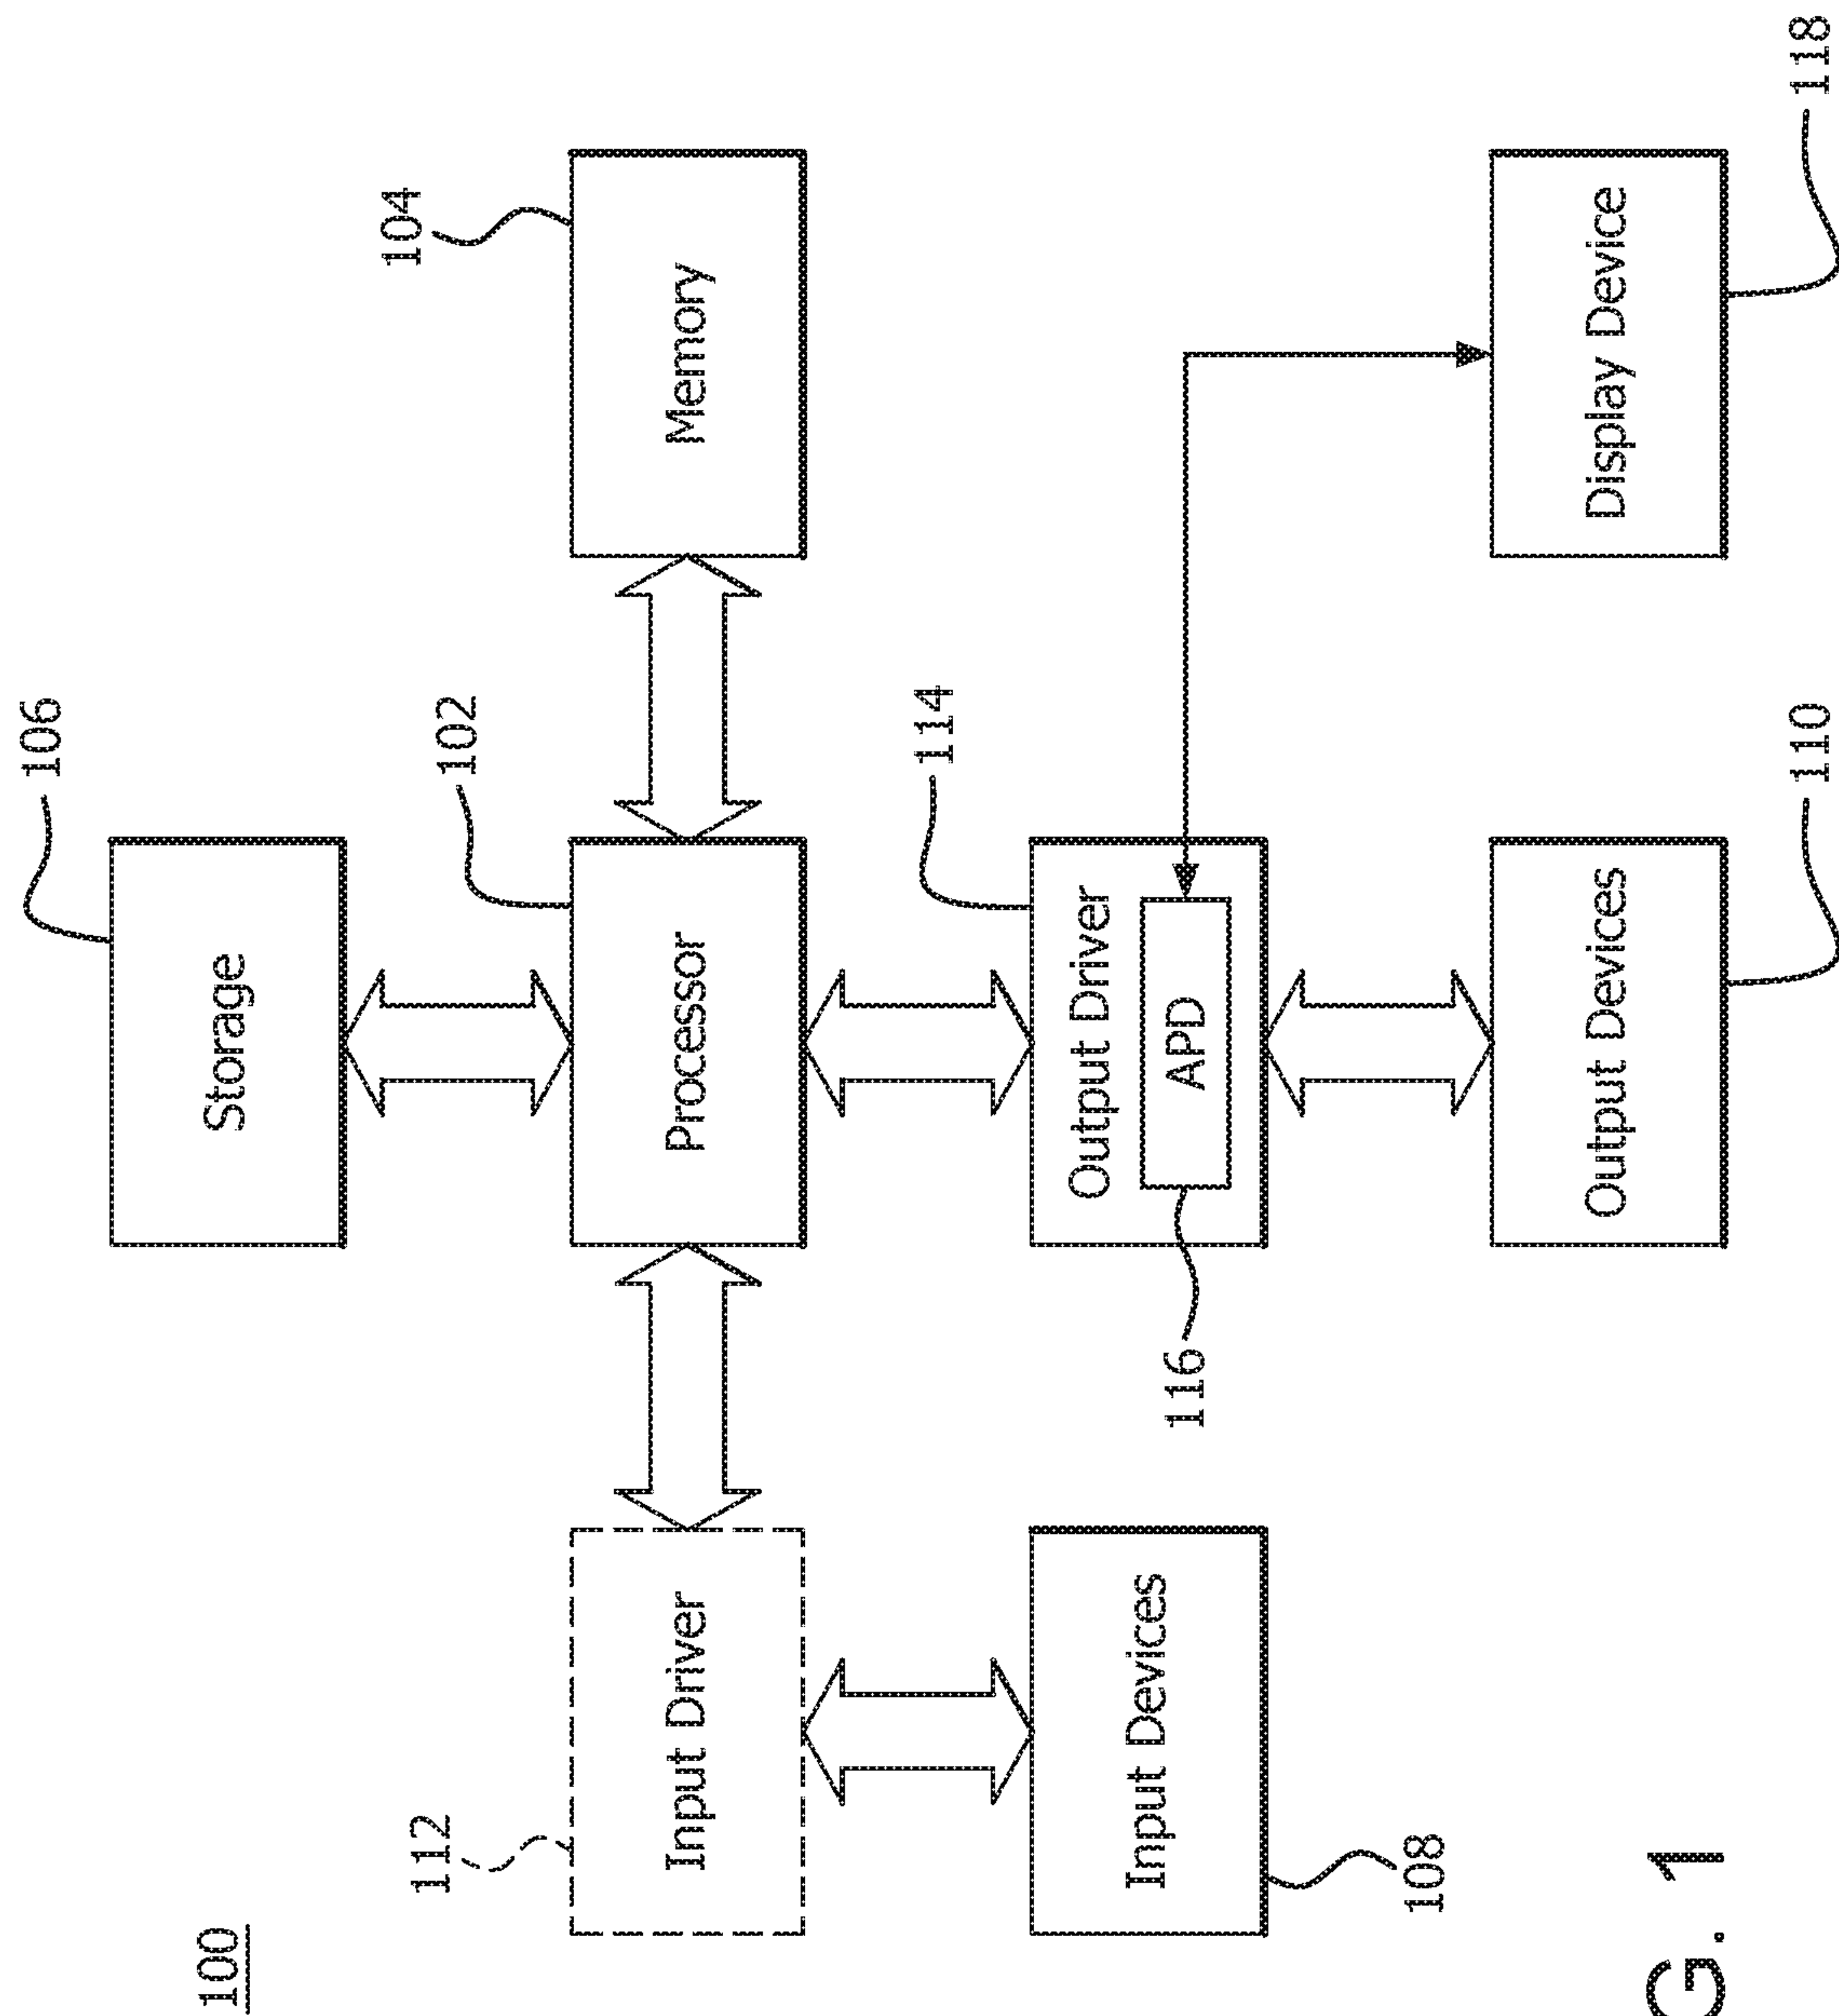 106
100
Storage
112
102
104
Input Driver
Processor
Memory
114
Output Driver
Input Devices
116
APD
108
Output Devices
Display Device
G. 1
110
118